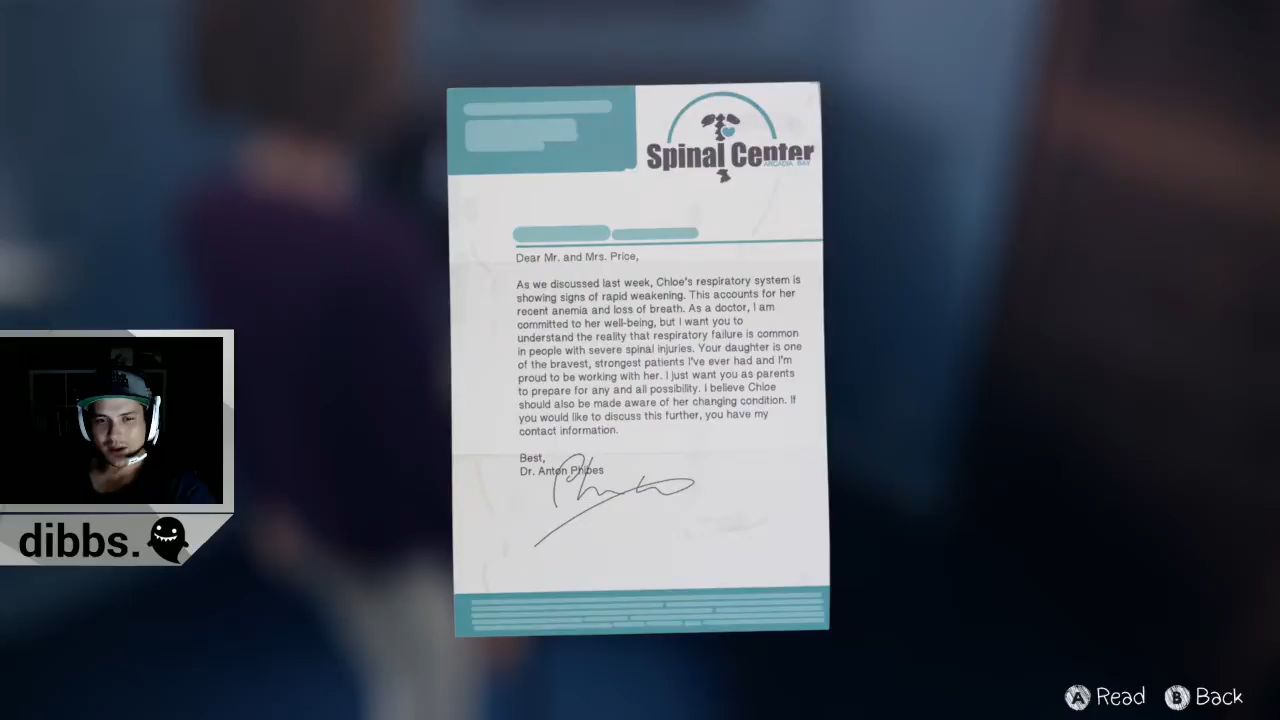 Spinal Center
ARCADIA BAY
Dear Mr. and Mrs. Price,
As we discussed last week, Chloe's respiratory system is
showing signs of rapid weakening. This accounts for her
recent anemia and loss of breath. As a doctor, I am
committed to her well-being, but I want you to
understand the reality that respiratory failure is common
in people with severe spinal injuries. Your daughter is one
of the bravest, strongest patients I've ever had and I'm
proud to be working with her. I just want you as parents
to prepare for any and all possibility. I believe Chloe
should also be made aware of her changing condition. If
you would like to discuss this further, you have my
contact information.
Best,
Dr. Anton Phibes
dibbs.
A Read B Back